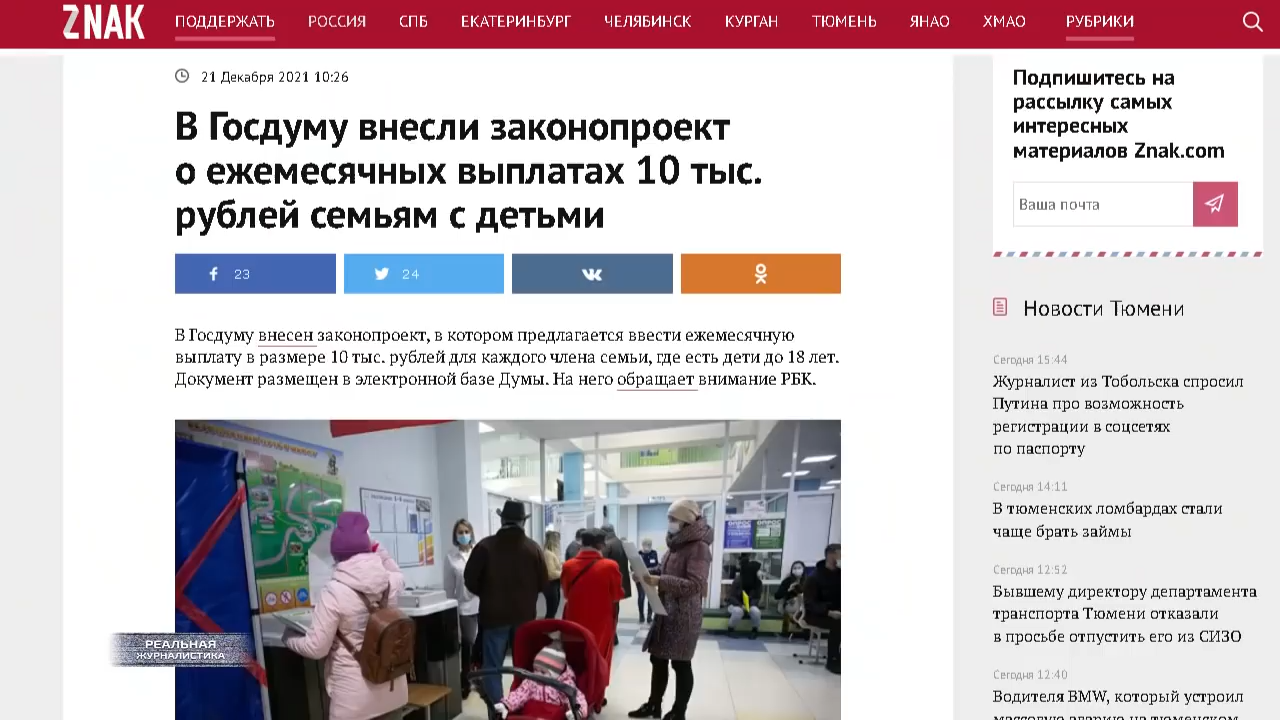 ZNAK
ПОДДЕРЖАТЬ РОССИЯ СПБ ЕКАТЕРИНБУРГ ЧЕЛЯБИНСК КУРГАН ТЮМЕНЬ ЯНАО ХМАО РУБРИКИ
21 Декабря 2021 10:26
В Госдуму внесли законопроект
о ежемесячных выплатах 10 тыс.
рублей семьям с детьми
23
24
В Госдуму внесен законопроект, в котором предлагается ввести ежемесячную
выплату в размере 10 тыс. рублей для каждого члена семьи, где есть дети до 18 лет.
Документ размещен в электронной базе Думы. На него обращает внимание РБК.
РЕАЛЬНАЯ
ЖУРНАЛИСТИКА
Подпишитесь на
рассылку самых
интересных
материалов Znak.com
Ваша почта
Новости Тюмени
Сегодня 15:44
Журналист из Тобольска спросил
Путина про возможность
регистрации в соцсетях
по паспорту
Сегодня 14:11
В тюменских ломбардах стали
чаще брать займы
Сегодня 12:52
Бывшему директору департамента
транспорта Тюмени отказали
в просьбе отпустить его из СИЗО
Сегодня 12:40
Водителя BMW, который устроил
массовую аварию на тюменском